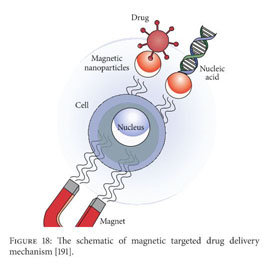 Drug
Magnetic
nanoparticles
Nucleic
acid
Cell
Nucleus
Magnet
FIGURE 18: The schematic of magnetic targeted drug delivery
mechanism [191].